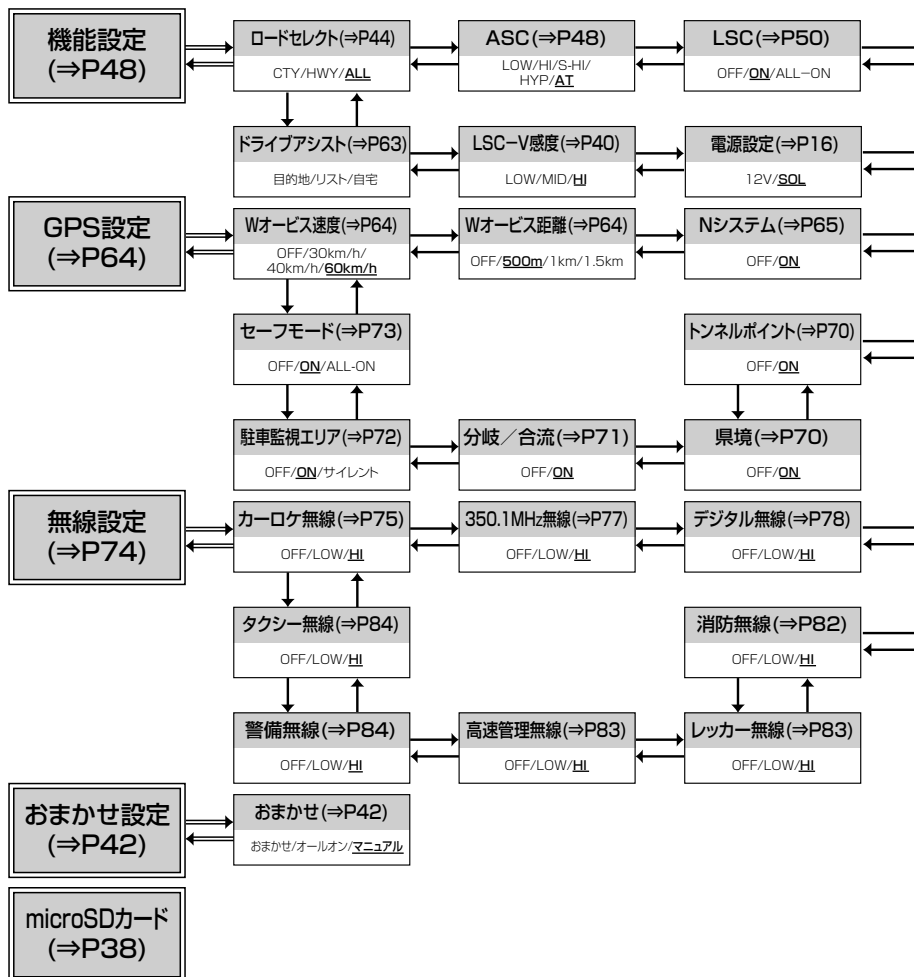 機能設定
(⇒P48)
ロードセレクト(⇒P44)
CTY/HWY/ALL
ASC(⇒P48)
LOW/HI/S-HI/
HYP/AT
LSC(⇒P50)
OFF/ON/ALL−ON
ドライブアシスト(⇒P63)
目的地/リスト/自宅
LSC−V感度(⇒P40)
LOW/MID/HI
電源設定(⇒P16)
12V/SOL
GPS設定
(⇒P64)
Wオービス速度(⇒P64)
OFF/30km/h/
40km/h/60km/h
Wオービス距離(⇒P64)
OFF/500m/1km/1.5km
Nシステム(⇒P65)
OFF/ON
セーフモード(⇒P73)
OFF/ON/ALL-ON
トンネルポイント(⇒P70)
OFF/ON
駐車監視エリア(⇒P72)
OFF/ON/サイレント
分岐／合流(⇒P71)
OFF/ON
県境(⇒P70)
OFF/ON
無線設定
(⇒P74)
カーロケ無線(⇒P75)
OFF/LOW/HI
350.1MHz無線(⇒P77)
OFF/LOW/HI
デジタル無線(⇒P78)
OFF/LOW/HI
タクシー無線(⇒P84)
OFF/LOW/HI
消防無線(⇒P82)
OFF/LOW/HI
警備無線(⇒P84)
OFF/LOW/HI
高速管理無線(⇒P83)
OFF/LOW/HI
レッカー無線(⇒P83)
OFF/LOW/HI
おまかせ設定
(⇒P42)
おまかせ(⇒P42)
おまかせ/オールオン/マニュアル
microSDカード
(⇒P38)